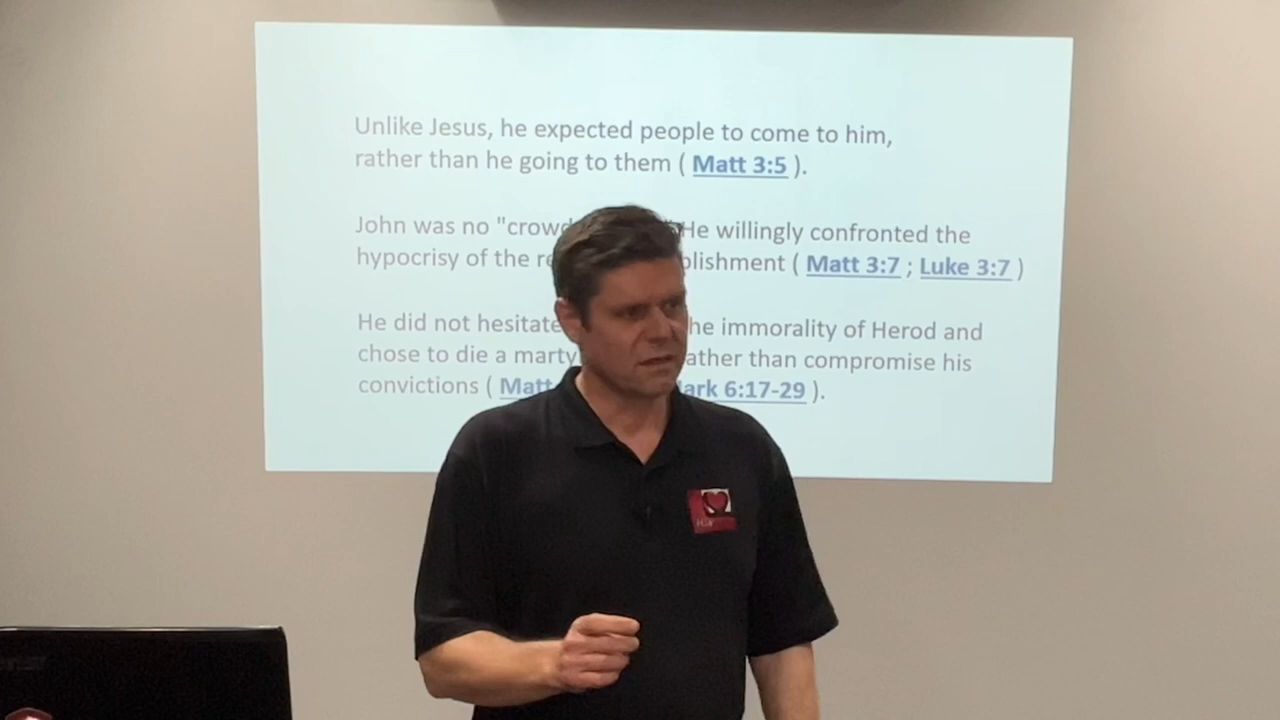 Unlike Jesus, he expected people to come to him,
rather than he going to them ( Matt 3:5 ).
John was no "crowd He willingly confronted the
hypocrisy of the re plishment ( Matt 3:7 ; Luke 3:7 )
He did not hesitate he immorality of Herod and
chose to die a marty ather than compromise his
convictions ( Matt ark 6:17-29 ).